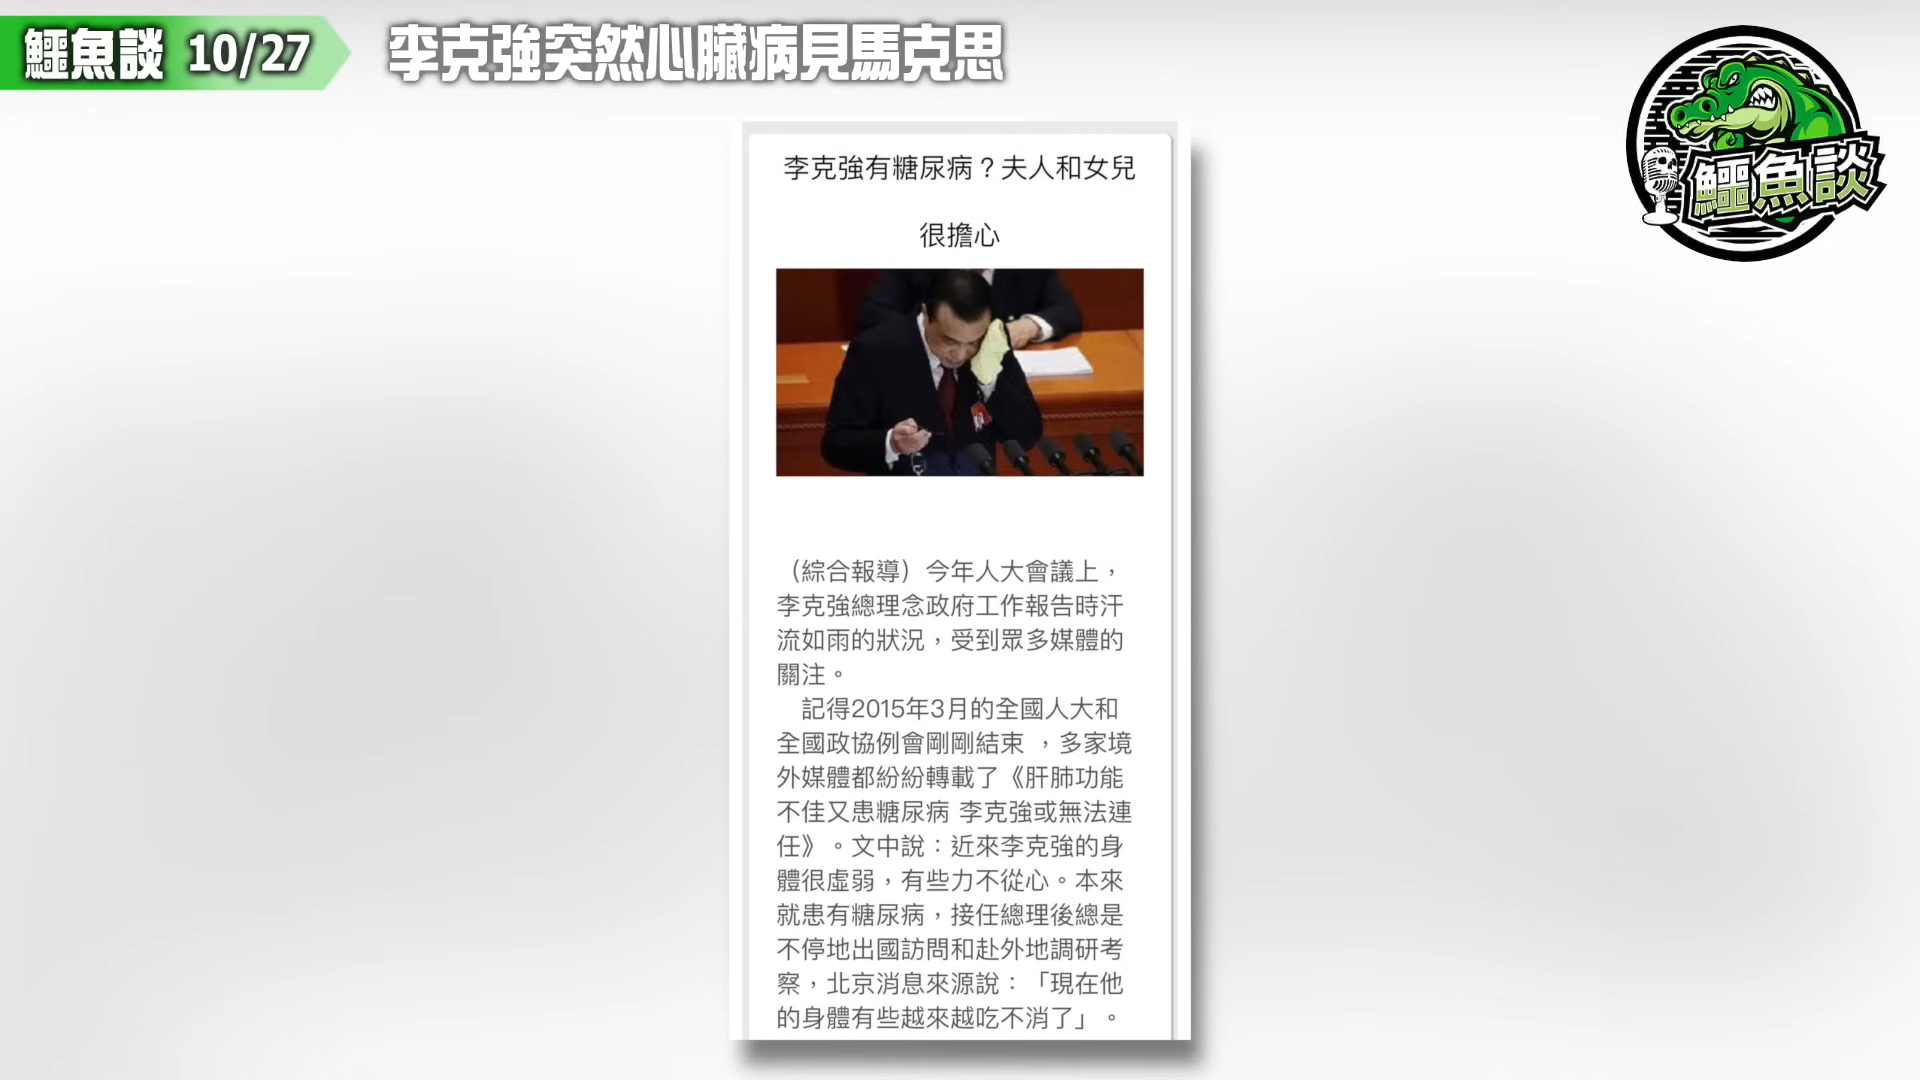 鱷魚談 10/27 李克強突然心臟病見馬克思
鱷魚談
李克強有糖尿病？夫人和女兒
很擔心
（綜合報導）今年人大會議上，
李克強總理念政府工作報告時汗
流如雨的狀況，受到眾多媒體的
關注。
記得2015年3月的全國人大和
全國政協例會剛剛結束 ，多家境
外媒體都紛紛轉載了《肝肺功能
不佳又患糖尿病 李克強或無法連
任》。文中說：近來李克強的身
體很虛弱，有些力不從心。本來
就患有糖尿病，接任總理後總是
不停地出國訪問和赴外地調研考
察，北京消息來源說：「現在他
的身體有些越來越吃不消了」。